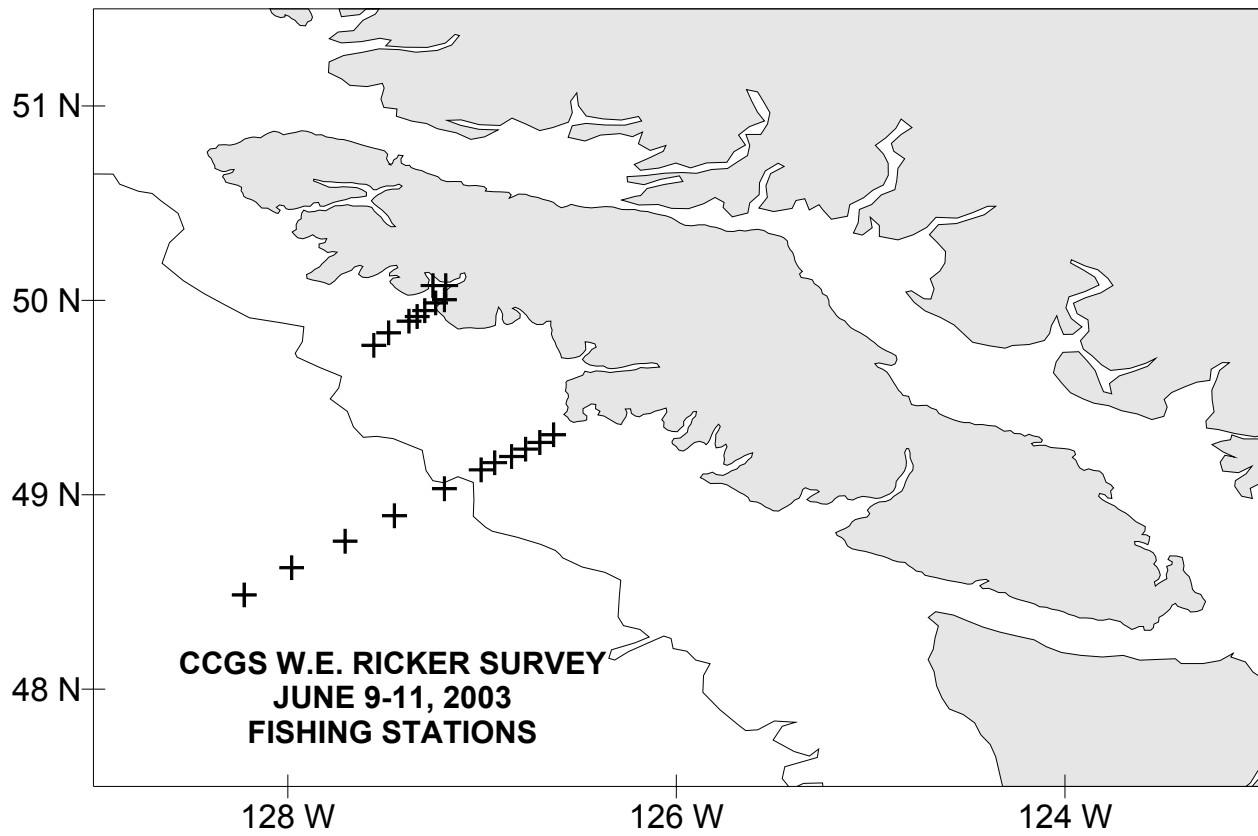 51 N
50 N
49 N
48 N
CCGS W.E. RICKER SURVEY
JUNE 9-11, 2003
FISHING STATIONS
128 W
126 W
124 W